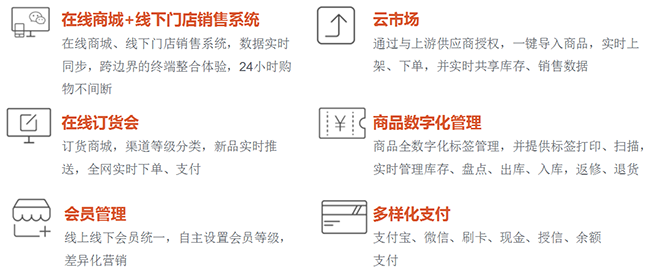 在线商城+线下门店销售系统
在线商城、线下门店销售系统，数据实时
同步，跨边界的终端整合体验，24小时购
物不间断
云市场
通过与上游供应商授权，一键导入商品，实时上
架、下单，并实时共享库存、销售数据
在线订货会
订货商城，渠道等级分类，新品实时推
送，全网实时下单、支付
¥
商品数字化管理
商品全数字化标签管理，并提供标签打印、扫描，
实时管理库存、盘点、出库、入库，返修、退货
会员管理
线上线下会员统一，自主设置会员等级，
差异化营销
多样化支付
支付宝、微信、刷卡、现金、授信、余额
支付